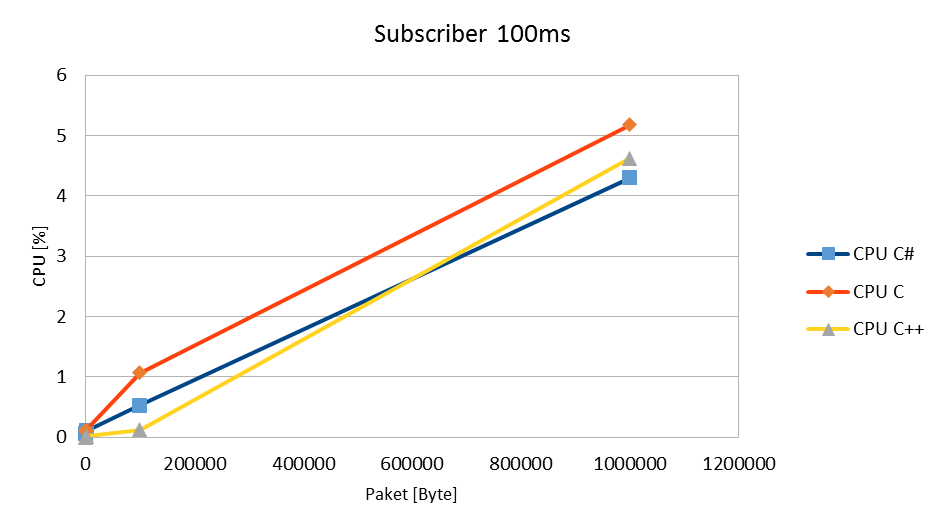 Subscriber 100ms
6
5
4
3
2
1
0
CPU [%]
0 200000 400000 600000 800000 1000000 1200000
Paket [Byte]
CPU C#
CPU C
CPU C++